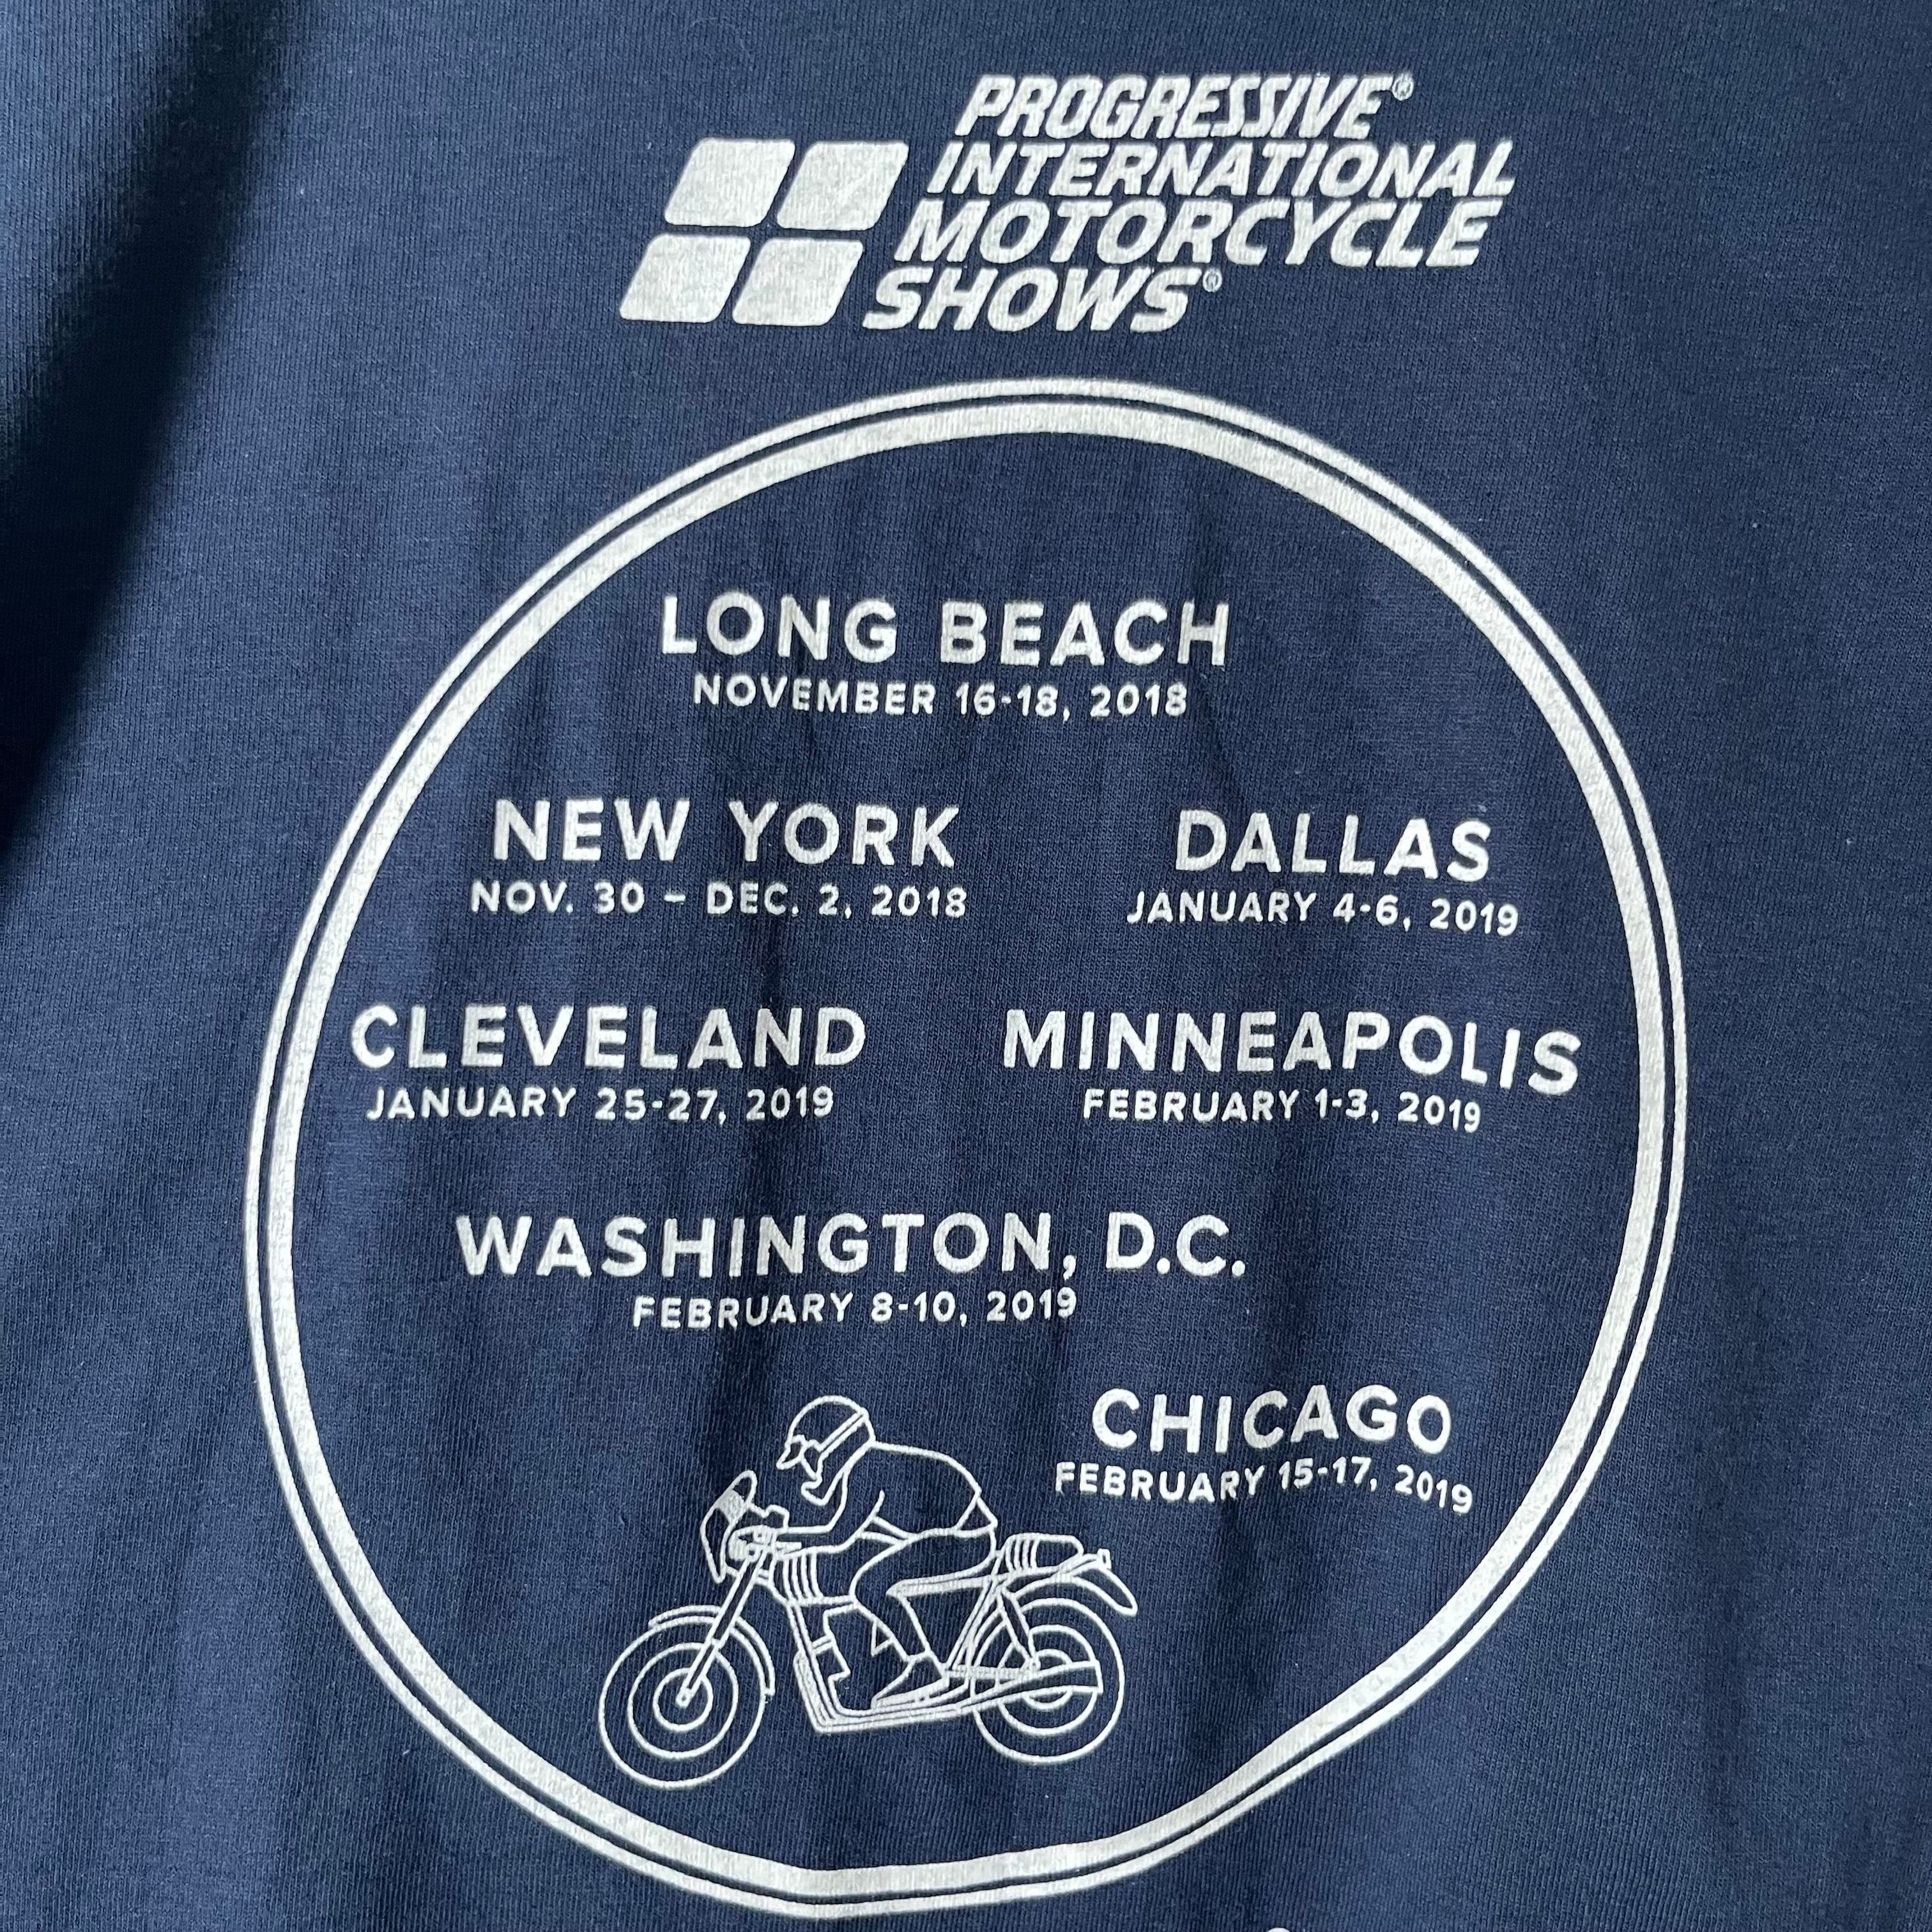 PROGRESSIVE®
INTERNATIONAL
MOTORCYCLE
SHOWS®
LONG BEACH
NOVEMBER 16-18, 2018
NEW YORK
NOV. 30 – DEC. 2, 2018
DALLAS
JANUARY 4-6, 2019
CLEVELAND
JANUARY 25-27, 2019
MINNEAPOLIS
FEBRUARY 1-3, 2019
WASHINGTON, D.C.
FEBRUARY 8-10, 2019
CHICAGO
FEBRUARY 15-17, 2019